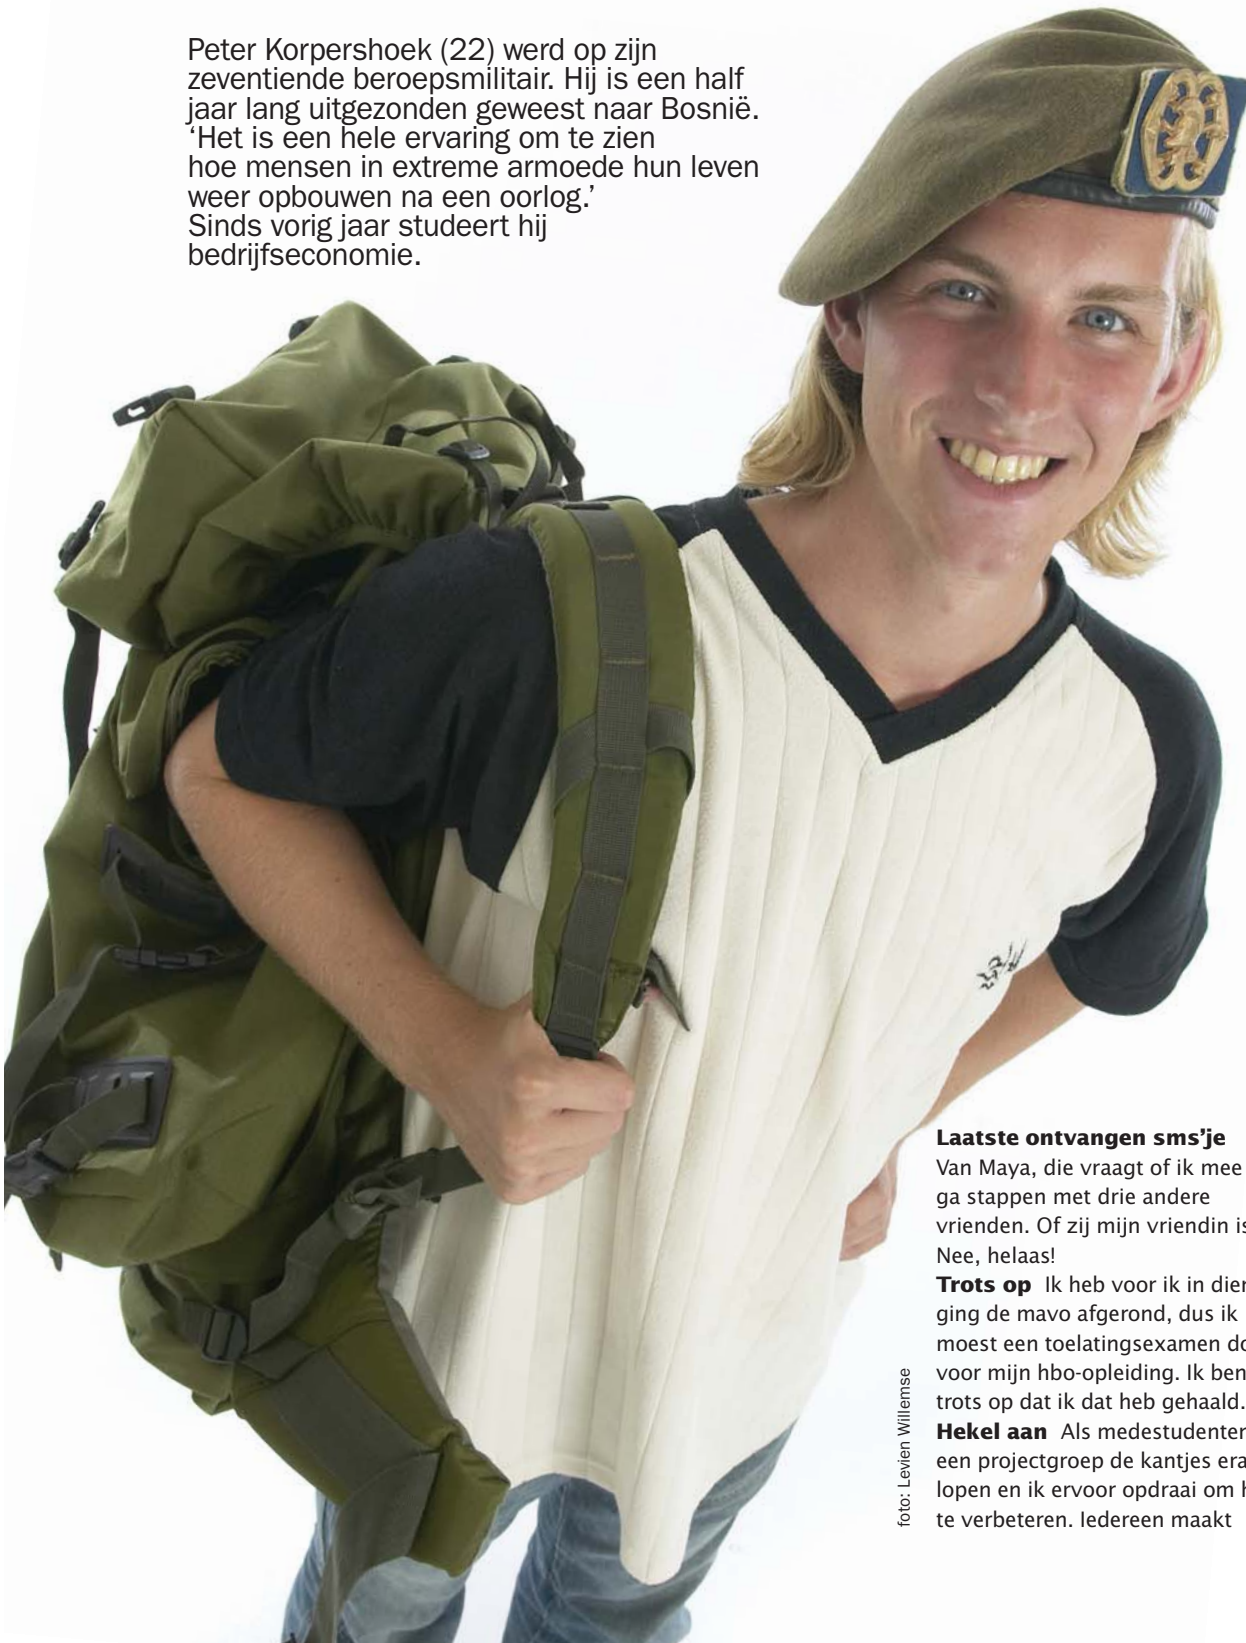 Peter Korpershoek (22) werd op zijn
zeventiende beroepsmilitair. Hij is een half
jaar lang uitgezonden geweest naar Bosnië.
‘Het is een hele ervaring om te zien
hoe mensen in extreme armoede hun leven
weer opbouwen na een oorlog.’
Sinds vorig jaar studeert hij
bedrijfseconomie.
Laatste ontvangen sms’je
Van Maya, die vraagt of ik mee
ga stappen met drie andere
vrienden. Of zij mijn vriendin is
Nee, helaas!
Trots op Ik heb voor ik in
ging de mavo afgerond, dus ik
moest een toelatingsexamen
voor mijn hbo-opleiding. Ik ben
trots op dat ik dat heb gehaald.
Hekel aan Als medestudenten
een projectgroep de kantjes
lopen en ik ervoor opdraai om
te verbeteren. Iedereen maakt
foto: Levien Willemse